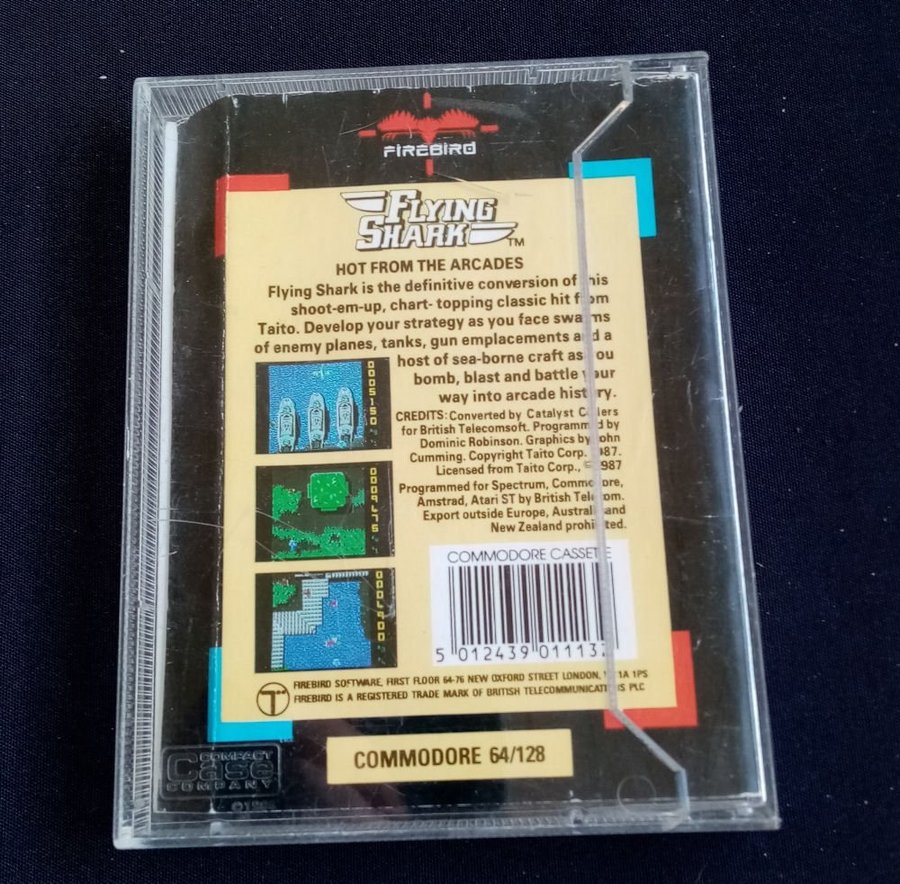 FIREBIRD
FLYING
SHARK™
HOT FROM THE ARCADES
Flying Shark is the definitive conversion of this
shoot-em-up, chart- topping classic hit from
Taito. Develop your strategy as you face swarms
of enemy planes, tanks, gun emplacements and a
host of sea-borne craft as you
bomb, blast and battle your
way into arcade history.
CREDITS: Converted by Catalyst Coders
for British Telecomsoft. Programmed by
Dominic Robinson. Graphics by John
Cumming. Copyright Taito Corp. 1987.
Licensed from Taito Corp., © 1987
Programmed for Spectrum, Commodore,
Amstrad, Atari ST by British Telecom.
Export outside Europe, Australia and
New Zealand prohibited.
0005150
0009675
COMMODORE CASSETTE
5 012439 01113
FIREBIRD SOFTWARE, FIRST FLOOR 64-76 NEW OXFORD STREET LONDON, WC1A 1PS
FIREBIRD IS A REGISTERED TRADE MARK OF BRITISH TELECOMMUNICATIONS PLC
COMMODORE 64/128
COMPACT
Case
COMPANY